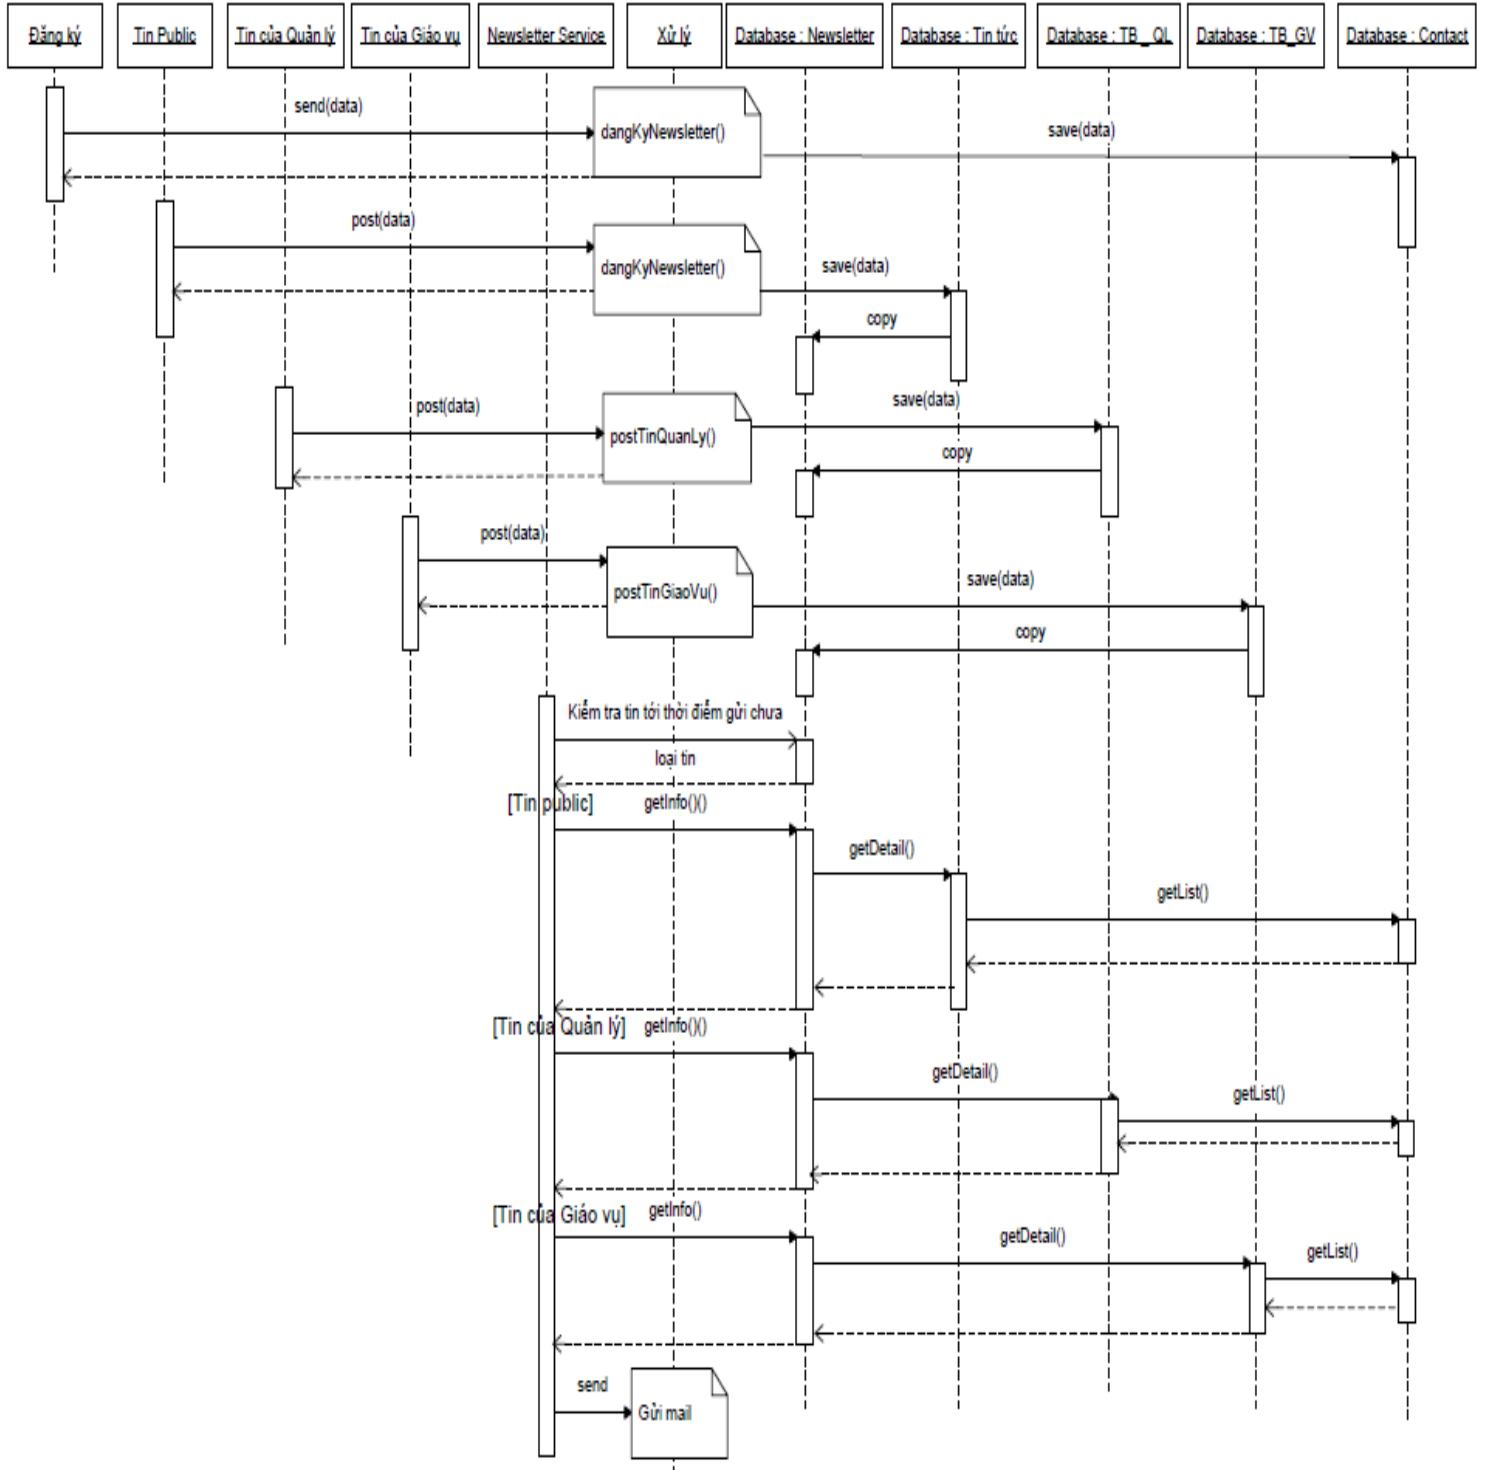 Đăng ký
Tin Public
Tin của Quản lý
Tin của Giáo vụ
Newsletter Service
Xử lý
Database : Newsletter
Database : Tin tức
Database : TB _ QL
Database : TB_GV
Database : Contact
send(data)
dangKyNewsletter()
save(data)
post(data)
dangKyNewsletter()
save(data)
copy
post(data)
postTinQuanLy()
save(data)
copy
post(data)
postTinGiaoVu()
save(data)
copy
Kiểm tra tin tới thời điểm gửi chưa
loại tin
[Tin public]
getInfo()()
getDetail()
getList()
[Tin của Quản lý]
getInfo()()
getDetail()
getList()
[Tin của Giáo vụ]
getInfo()
getDetail()
getList()
send
Gửi mail